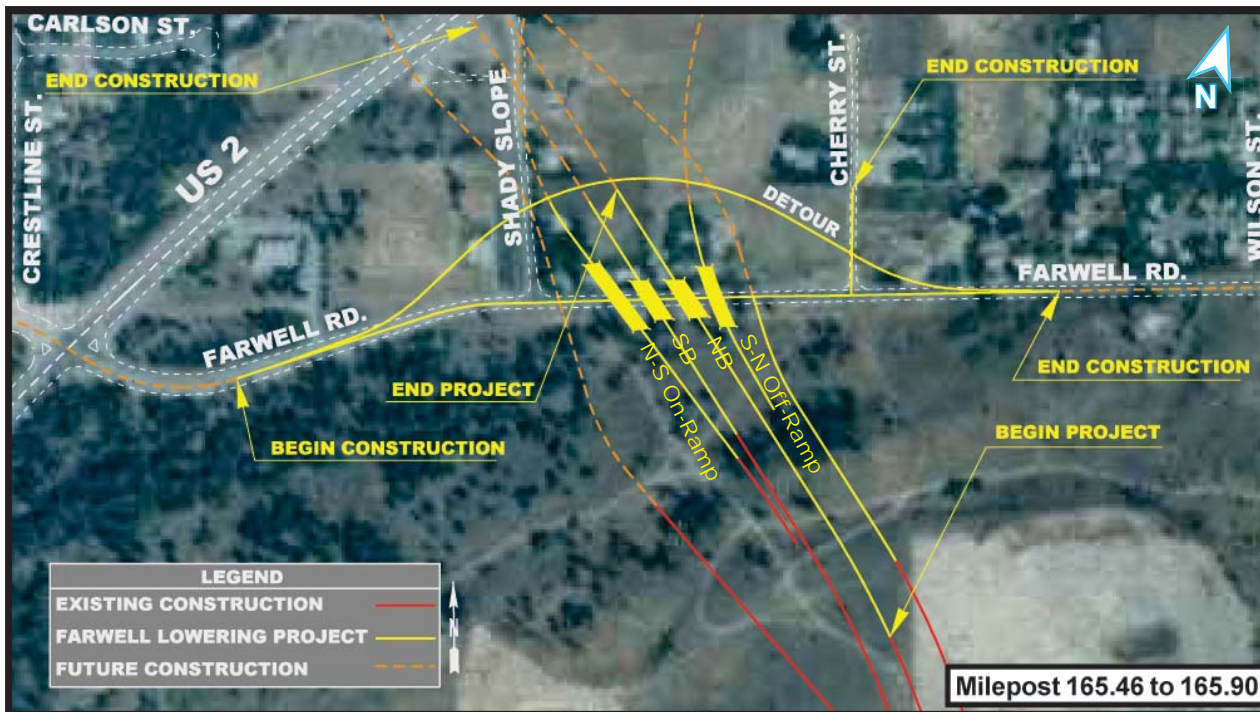 CARLSON ST.
N
END CONSTRUCTION
END CONSTRUCTION
CRESTLINE ST.
US 2
SHADY SLOPE
CHERRY ST.
WILSON ST.
DETOUR
FARWELL RD.
FARWELL RD.
N-S On-Ramp
SB
NB
S-N Off-Ramp
END PROJECT
END CONSTRUCTION
BEGIN CONSTRUCTION
BEGIN PROJECT
LEGEND
EXISTING CONSTRUCTION
FARWELL LOWERING PROJECT
FUTURE CONSTRUCTION
N
Milepost 165.46 to 165.90